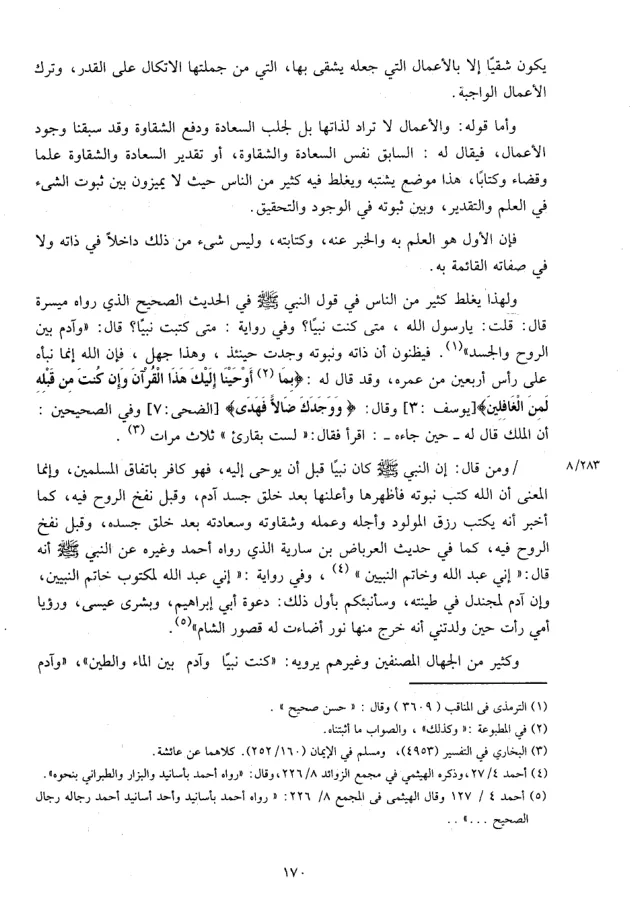 يكون شقيًا إلا بالأعمال التي جعله يشقى بها، التي من جملتها الاتكال على القدر، وترك
الأعمال الواجبة.
وأما قوله: والأعمال لا تراد لذاتها بل لجلب السعادة ودفع الشقاوة وقد سبقنا وجود
الأعمال، فيقال له : السابق نفس السعادة والشقاوة، أو تقدير السعادة والشقاوة علما
وقضاء وكتابًا، هذا موضع يشتبه ويغلط فيه كثير من الناس حيث لا يميزون بين ثبوت الشىء
في العلم والتقدير، وبين ثبوته في الوجود والتحقيق.
فإن الأول هو العلم به والخبر عنه، وكتابته، وليس شىء من ذلك داخلاً في ذاته ولا
في صفاته القائمة به.
ولهذا يغلط كثير من الناس في قول النبي ﷺ في الحديث الصحيح الذي رواه ميسرة
قال: قلت: يارسول الله ، متى كنت نبيًا؟ وفي رواية : متى كتبت نبيًا؟ قال: «وآدم بين
الروح والجسد»(١). فيظنون أن ذاته ونبوته وجدت حينئذ ، وهذا جهل ، فإن الله إنما نبأه
على رأس أربعين من عمره، وقد قال له : ﴿بِمَا (٢) أَوْحَيْنَا إِلَيْكَ هَذَا الْقُرْآنَ وَإِن كُنتَ مِن قَبْلِهِ
لَمِنَ الْغَافِلِينَ﴾[يوسف :٣] وقال: ﴿ وَوَجَدَكَ ضَالاًّ فَهَدَى﴾ [الضحى:٧] وفي الصحيحين :
أن الملك قال له ـ حين جاءه ـ : اقرأ فقال:« لست بقارئ » ثلاث مرات (٣) .
٨/٢٨٣ /ومن قال: إن النبي ﷺ كان نبيًا قبل أن يوحى إليه، فهو كافر باتفاق المسلمين، وإنما
المعنى أن الله كتب نبوته فأظهرها وأعلنها بعد خلق جسد آدم، وقبل نفخ الروح فيه، كما
أخبر أنه يكتب رزق المولود وأجله وعمله وشقاوته وسعادته بعد خلق جسده، وقبل نفخ
الروح فيه، كما في حديث العرباض بن سارية الذي رواه أحمد وغيره عن النبي ﷺ أنه
قال:« إني عبد الله وخاتم النبيين » (٤) ، وفي رواية :« إني عبد الله لمكتوب خاتم النبيين،
وإن آدم لمجندل في طينته، وسأنبئكم بأول ذلك: دعوة أبي إبراهيم، وبشرى عيسى، ورؤيا
أمي رأت حين ولدتني أنه خرج منها نور أضاءت له قصور الشام»(٥).
وكثير من الجهال المصنفين وغيرهم يرويه: «كنت نبيًا وآدم بين الماء والطين»، «وآدم
(١) الترمذى فى المناقب ( ٣٦٠٩ ) وقال : « حسن صحيح » .
(٢) في المطبوعة :« وكذلك» ، والصواب ما أثبتناه.
(٣) البخاري في التفسير (٤٩٥٣)، ومسلم في الإيمان (٢٥٢/١٦٠). كلاهما عن عائشة.
(٤) أحمد ٢٧/٤، وذكره الهيثمي في مجمع الزوائد ٢٢٦/٨،وقال: «رواه أحمد بأسانيد والبزار والطبراني بنحوه».
(٥) أحمد ٤ / ١٢٧ وقال الهيثمى فى المجمع ٨/ ٢٢٦: « رواه أحمد بأسانيد وأحد أسانيد أحمد رجاله رجال
الصحيح ...» ..
١٧٠